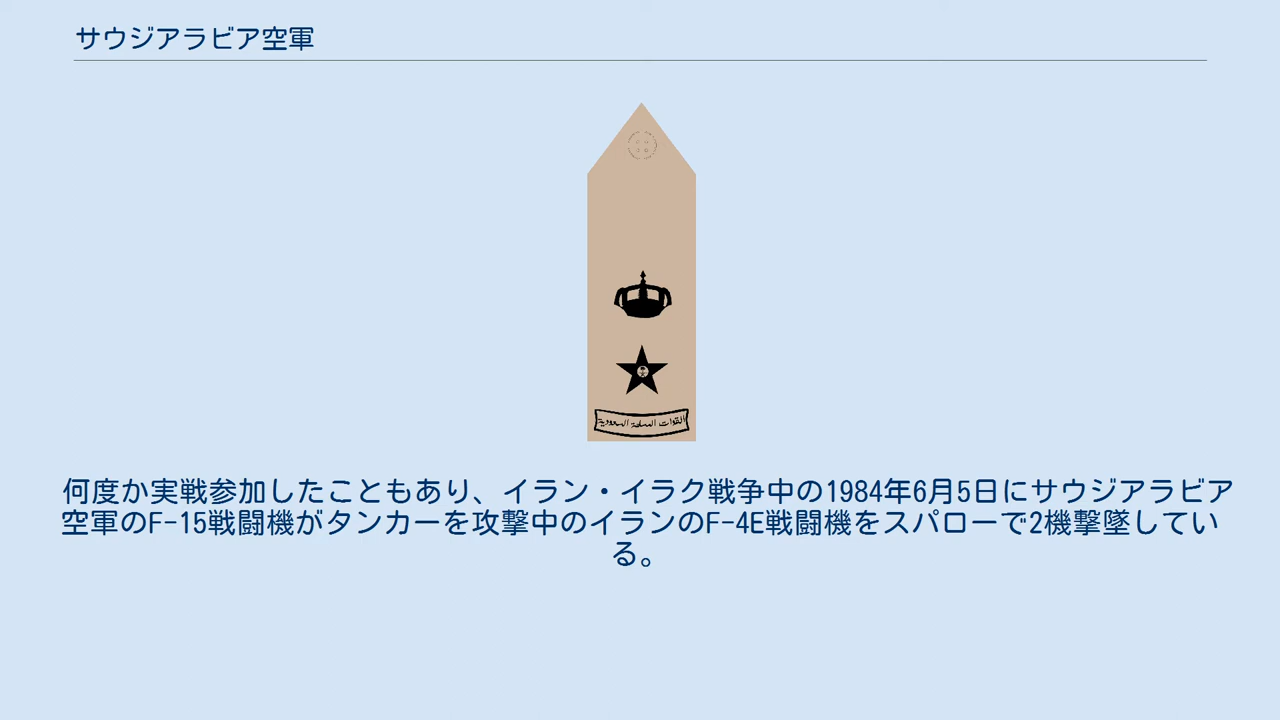 サウジアラビア空軍
القوات المسلحة السعودية
何度か実戦参加したこともあり、イラン・イラク戦争中の1984年6月5日にサウジアラビア
空軍のF-15戦闘機がタンカーを攻撃中のイランのF-4E戦闘機をスパローで2機撃墜してい
る。